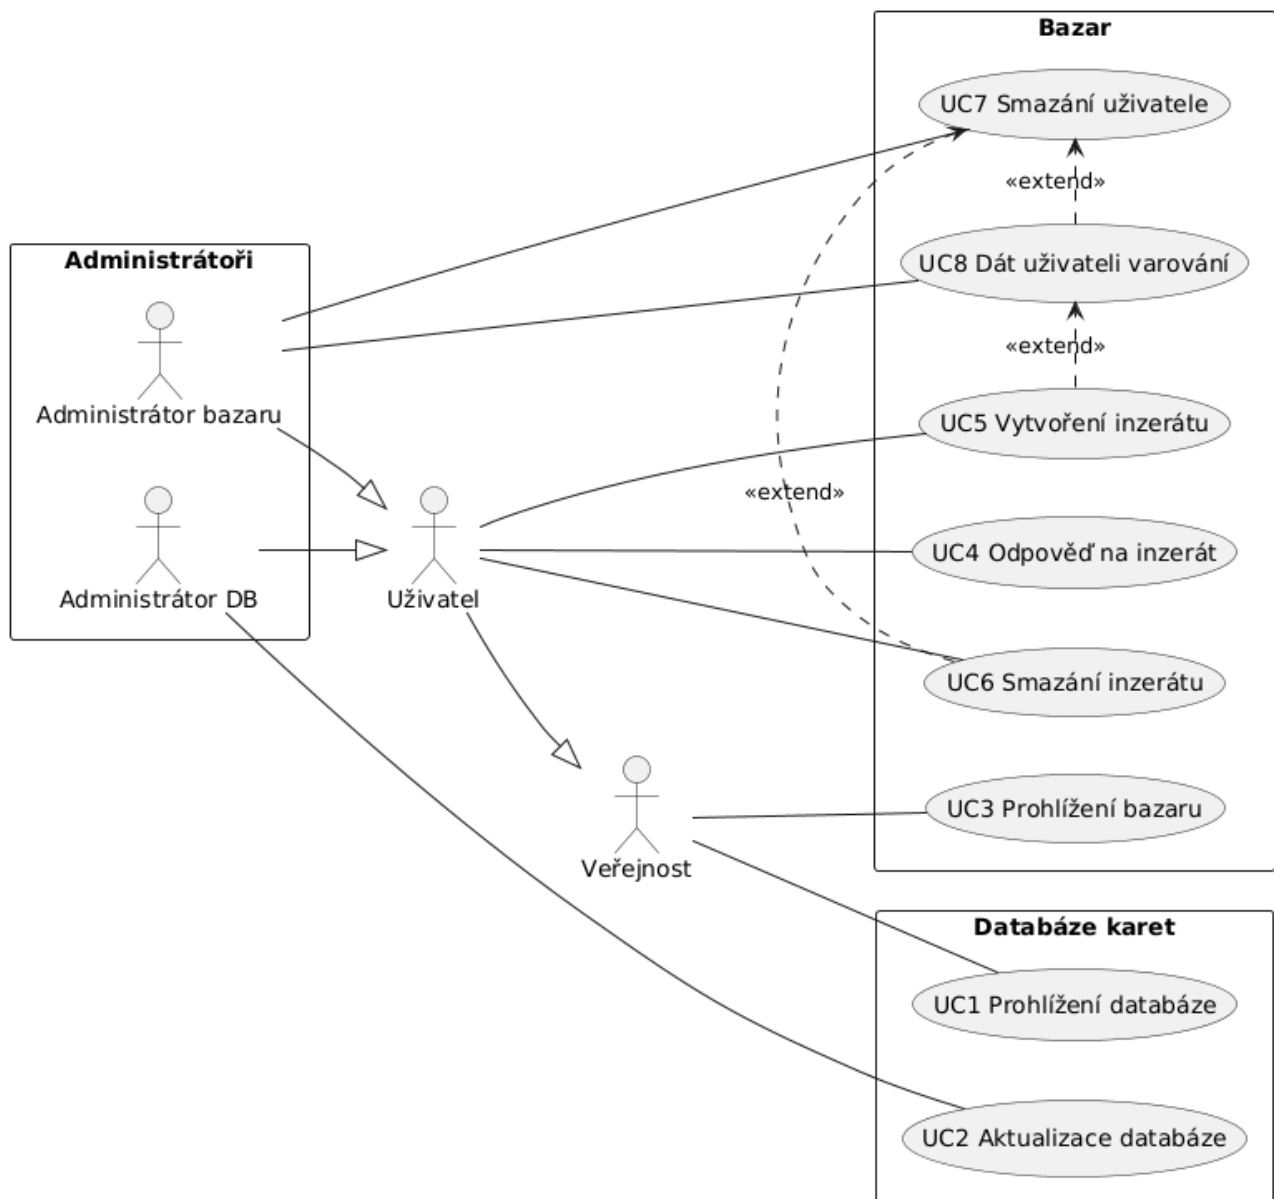 Bazar
UC7 Smazání uživatele
«extend»
Administrátoři
UC8 Dát uživateli varování
«extend»
Administrátor bazaru
UC5 Vytvoření inzerátu
«extend»
UC4 Odpověď na inzerát
Administrátor DB
Uživatel
UC6 Smazání inzerátu
UC3 Prohlížení bazaru
Veřejnost
Databáze karet
UC1 Prohlížení databáze
UC2 Aktualizace databáze